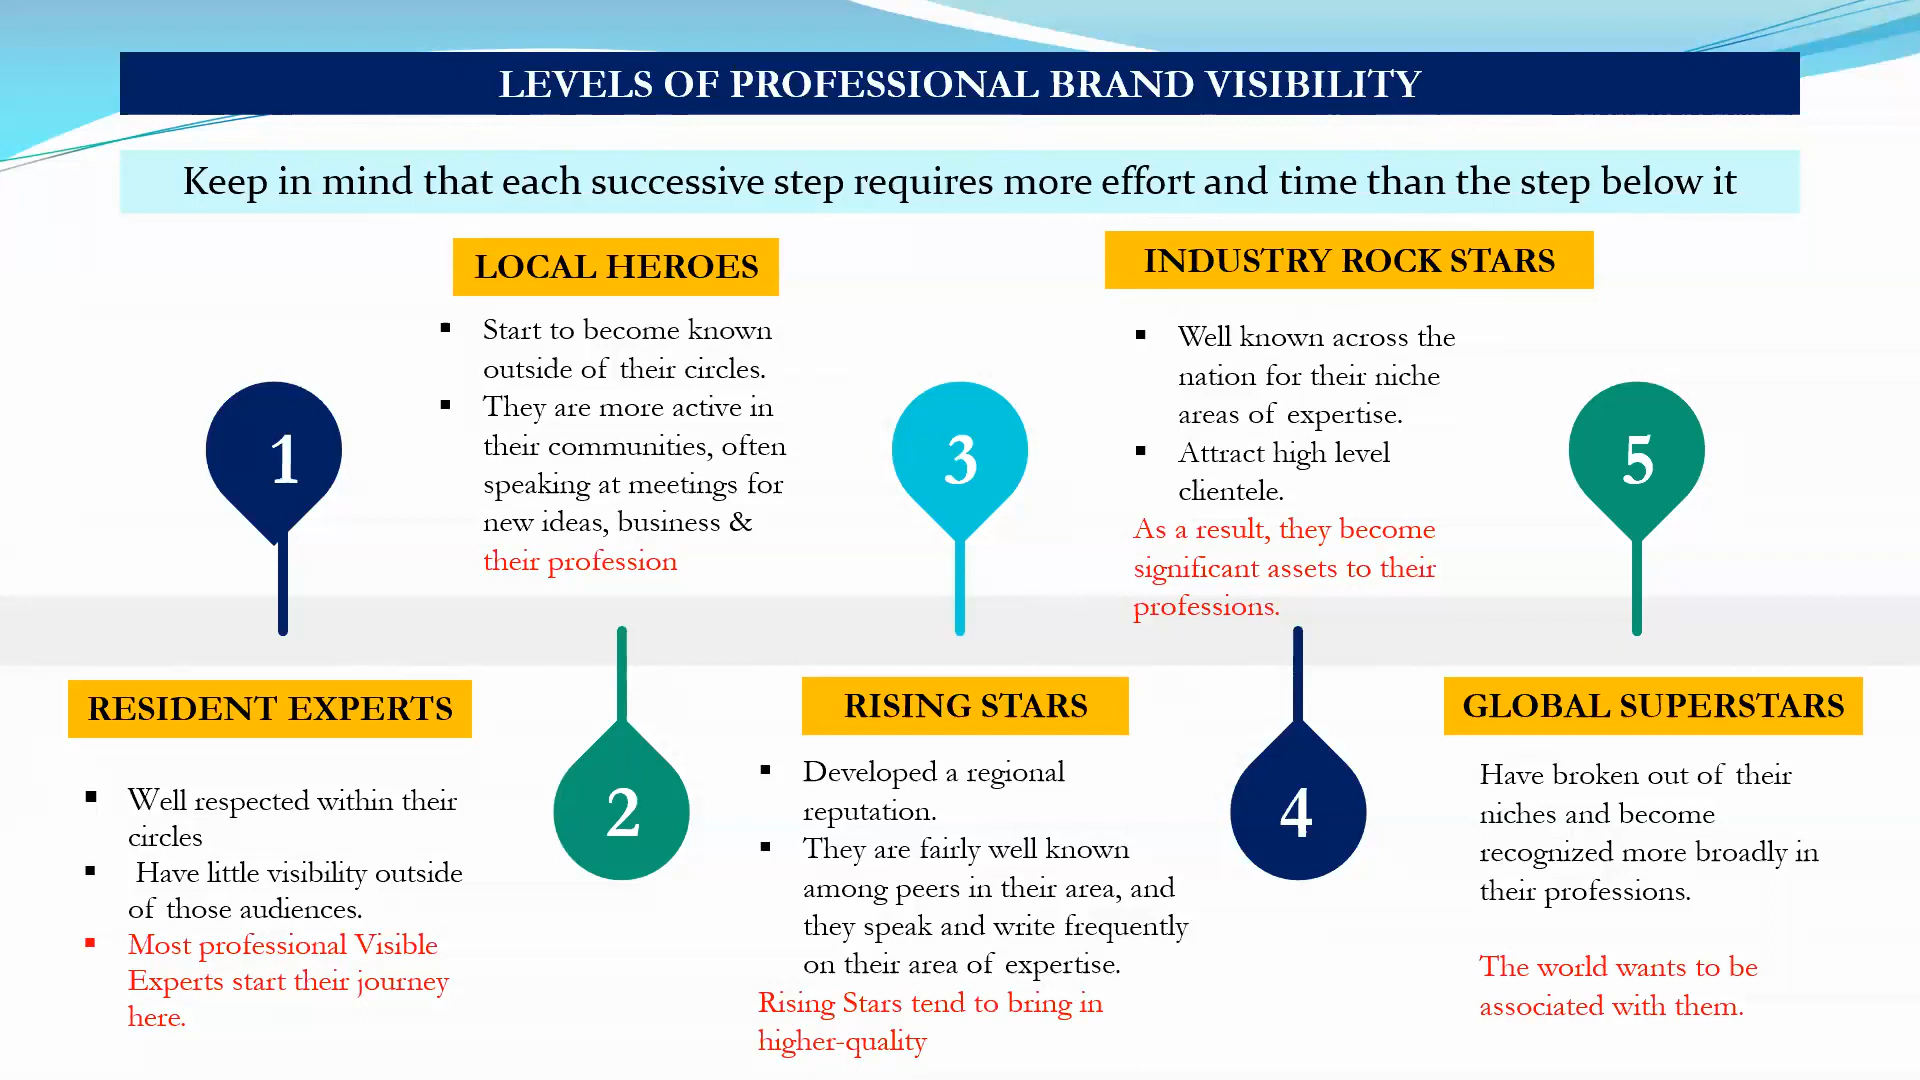 LEVELS OF PROFESSIONAL BRAND VISIBILITY
Keep in mind that each successive step requires more effort and time than the step below it
1
RESIDENT EXPERTS
▪ Well respected within their
circles
▪ Have little visibility outside
of those audiences.
▪ Most professional Visible
Experts start their journey
here.
LOCAL HEROES
▪ Start to become known
outside of their circles.
▪ They are more active in
their communities, often
speaking at meetings for
new ideas, business &
their profession
2
3
RISING STARS
▪ Developed a regional
reputation.
▪ They are fairly well known
among peers in their area, and
they speak and write frequently
on their area of expertise.
Rising Stars tend to bring in
higher-quality
INDUSTRY ROCK STARS
▪ Well known across the
nation for their niche
areas of expertise.
▪ Attract high level
clientele.
As a result, they become
significant assets to their
professions.
4
5
GLOBAL SUPERSTARS
Have broken out of their
niches and become
recognized more broadly in
their professions.
The world wants to be
associated with them.